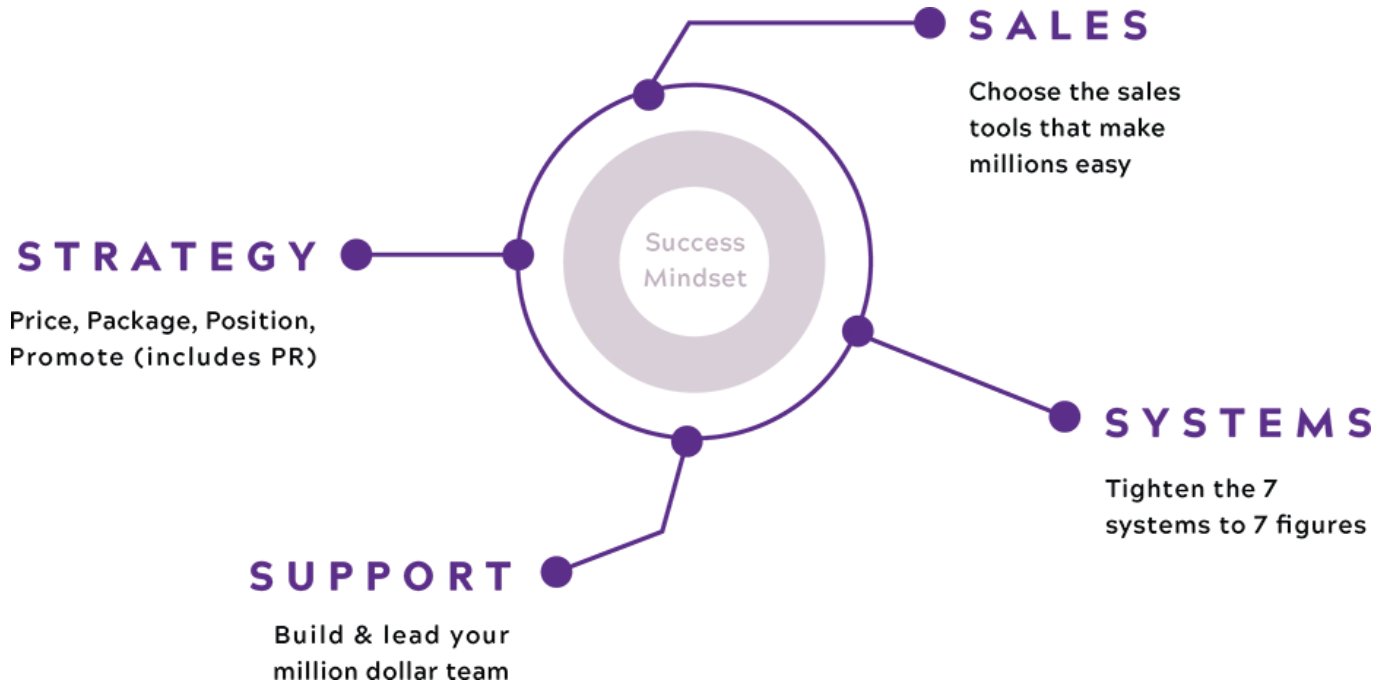 SALES
Choose the sales
tools that make
millions easy
Success
Mindset
STRATEGY
Price, Package, Position,
Promote (includes PR)
SYSTEMS
Tighten the 7
systems to 7 figures
SUPPORT
Build & lead your
million dollar team